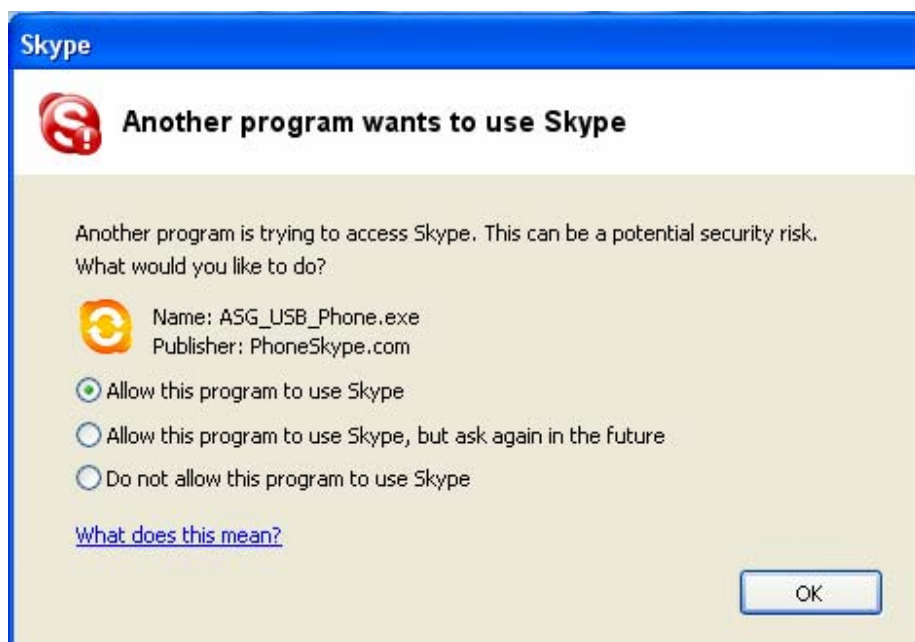 Skype
Another program wants to use Skype
Another program is trying to access Skype. This can be a potential security risk.
What would you like to do?
Name: ASG_USB_Phone.exe
Publisher: PhoneSkype.com
Allow this program to use Skype
Allow this program to use Skype, but ask again in the future
Do not allow this program to use Skype
What does this mean?
OK